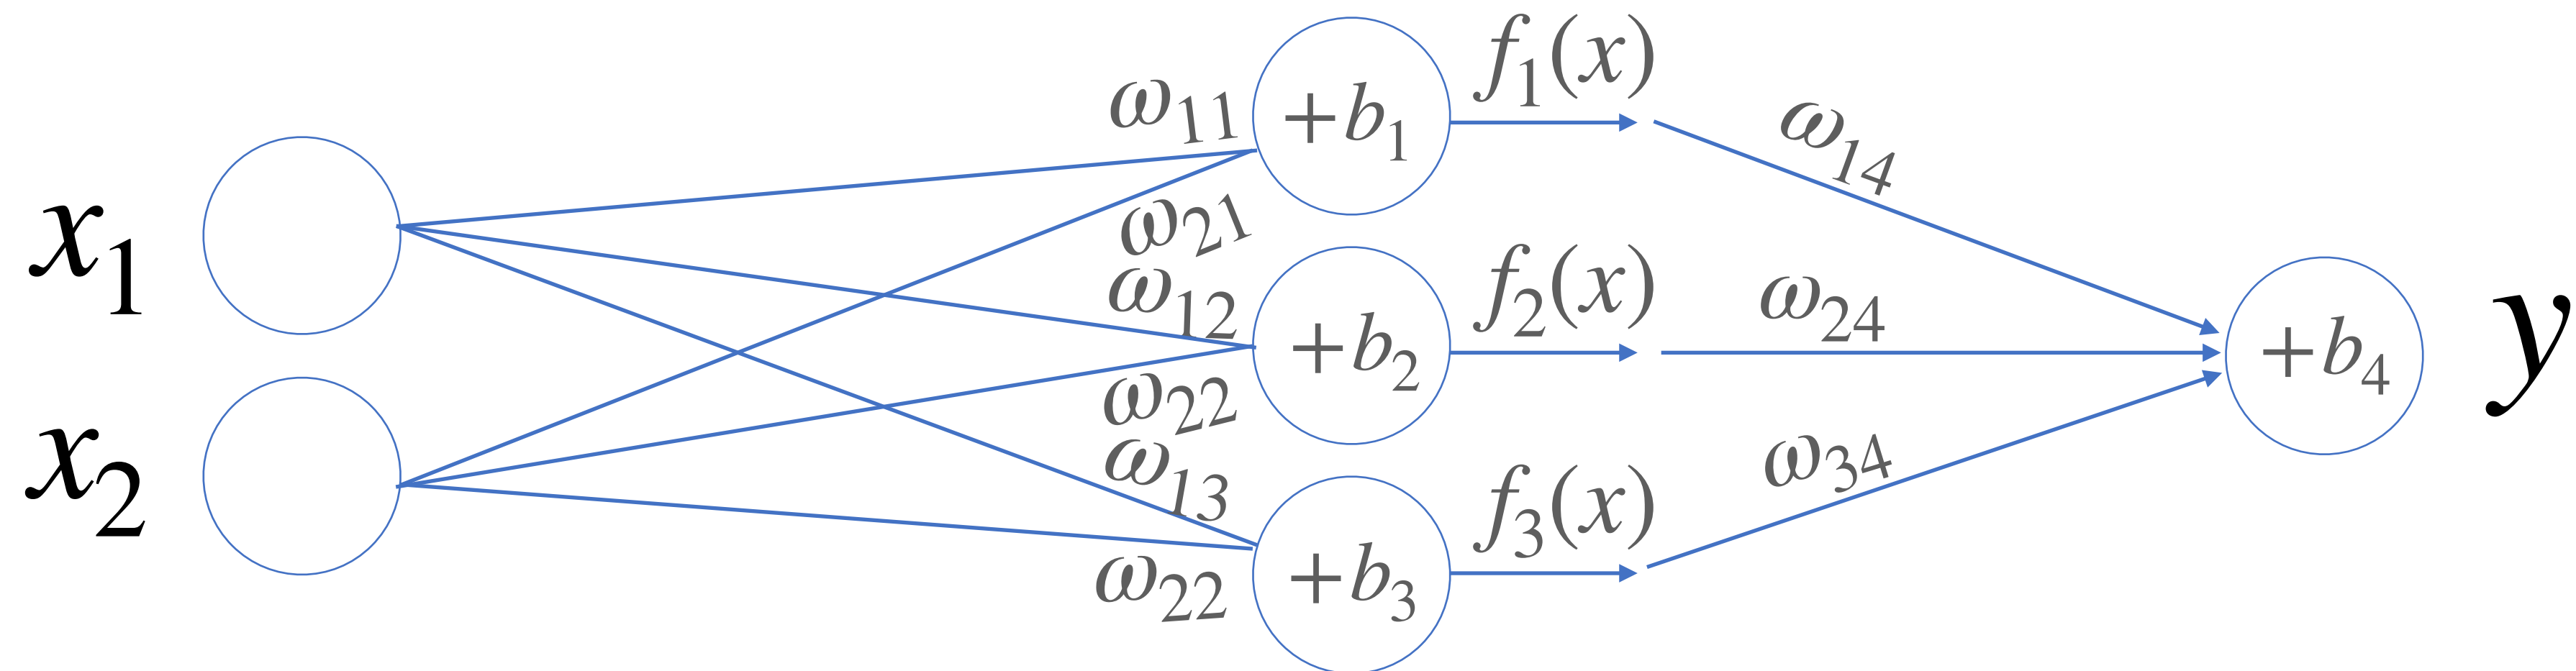 x₁
x₂
ω₁₁
ω₂₁
ω₁₂
ω₂₂
ω₁₃
ω₂₂
+b₁
+b₂
+b₃
f₁(x)
f₂(x)
f₃(x)
ω₁₄
ω₂₄
ω₃₄
+b₄
y